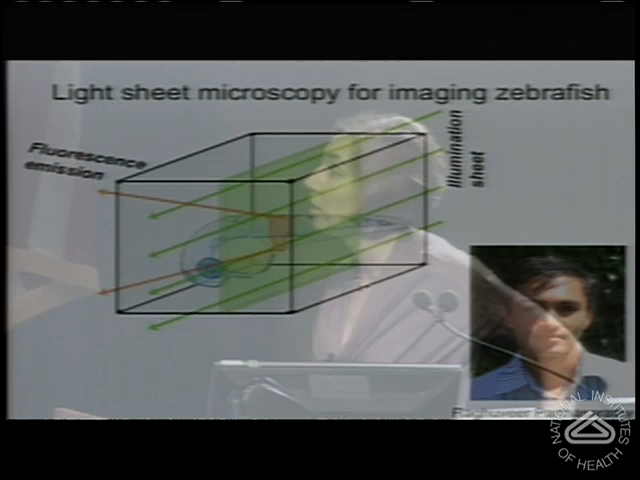 Light sheet microscopy for imaging zebrafish
Fluorescence
emission
Illumination
sheet
NATIONAL INSTITUTES
OF HEALTH